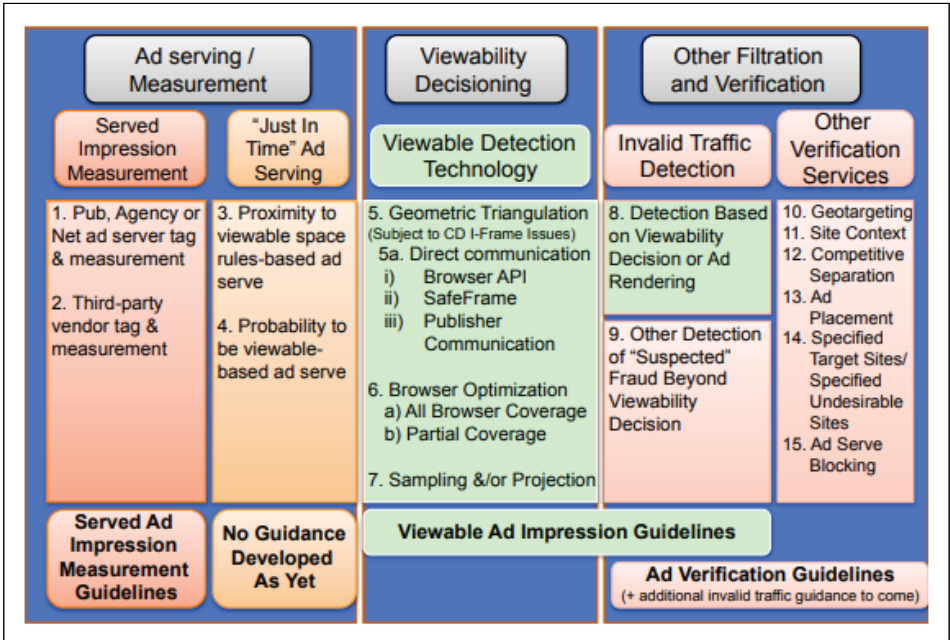 Ad serving /
Measurement
Viewability
Decisioning
Other Filtration
and Verification
Served
Impression
Measurement
“Just In
Time” Ad
Serving
Viewable Detection
Technology
Invalid Traffic
Detection
Other
Verification
Services
1. Pub, Agency or
Net ad server tag
& measurement
2. Third-party
vendor tag &
measurement
3. Proximity to
viewable space
rules-based ad
serve
4. Probability to
be viewable-
based ad serve
5. Geometric Triangulation
(Subject to CD I-Frame Issues)
5a. Direct communication
i) Browser API
ii) SafeFrame
iii) Publisher
Communication
6. Browser Optimization
a) All Browser Coverage
b) Partial Coverage
7. Sampling &/or Projection
8. Detection Based
on Viewability
Decision or Ad
Rendering
9. Other Detection
of “Suspected”
Fraud Beyond
Viewability
Decision
10. Geotargeting
11. Site Context
12. Competitive
Separation
13. Ad
Placement
14. Specified
Target Sites/
Specified
Undesirable
Sites
15. Ad Serve
Blocking
Served Ad
Impression
Measurement
Guidelines
No Guidance
Developed
As Yet
Viewable Ad Impression Guidelines
Ad Verification Guidelines
(+ additional invalid traffic guidance to come)